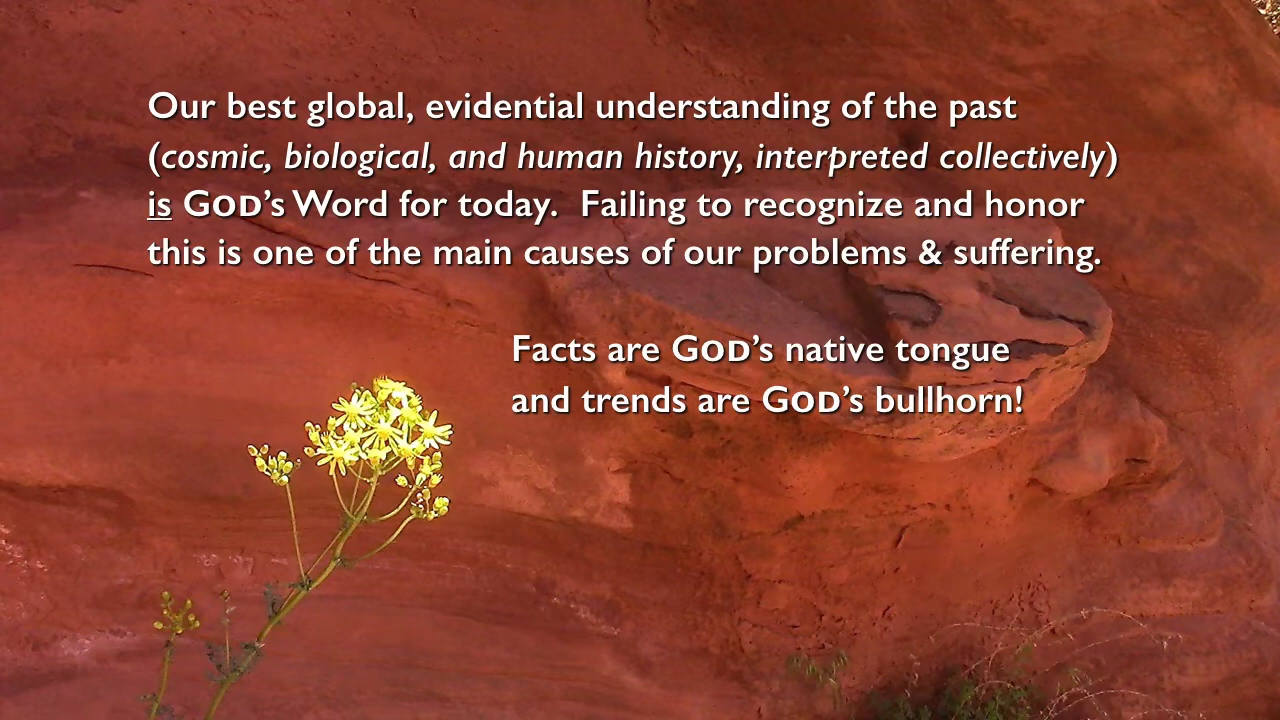 Our best global, evidential understanding of the past
(cosmic, biological, and human history, interpreted collectively)
is GOD’s Word for today.  Failing to recognize and honor
this is one of the main causes of our problems & suffering.
Facts are GOD’s native tongue
and trends are GOD’s bullhorn!